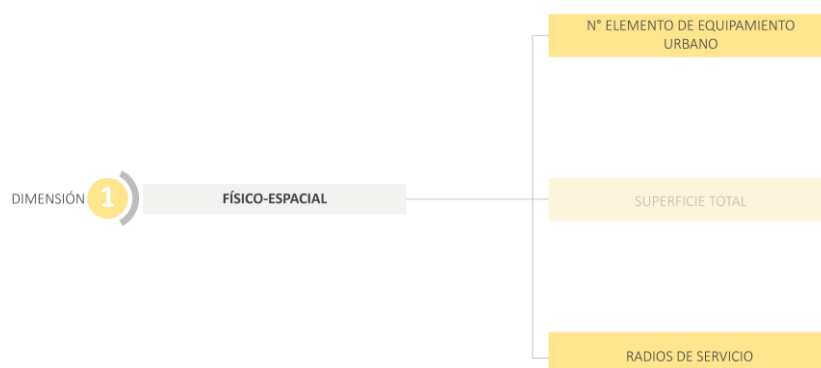 N° ELEMENTO DE EQUIPAMIENTO
URBANO
DIMENSIÓN 1 FÍSICO-ESPACIAL
SUPERFICIE TOTAL
RADIOS DE SERVICIO